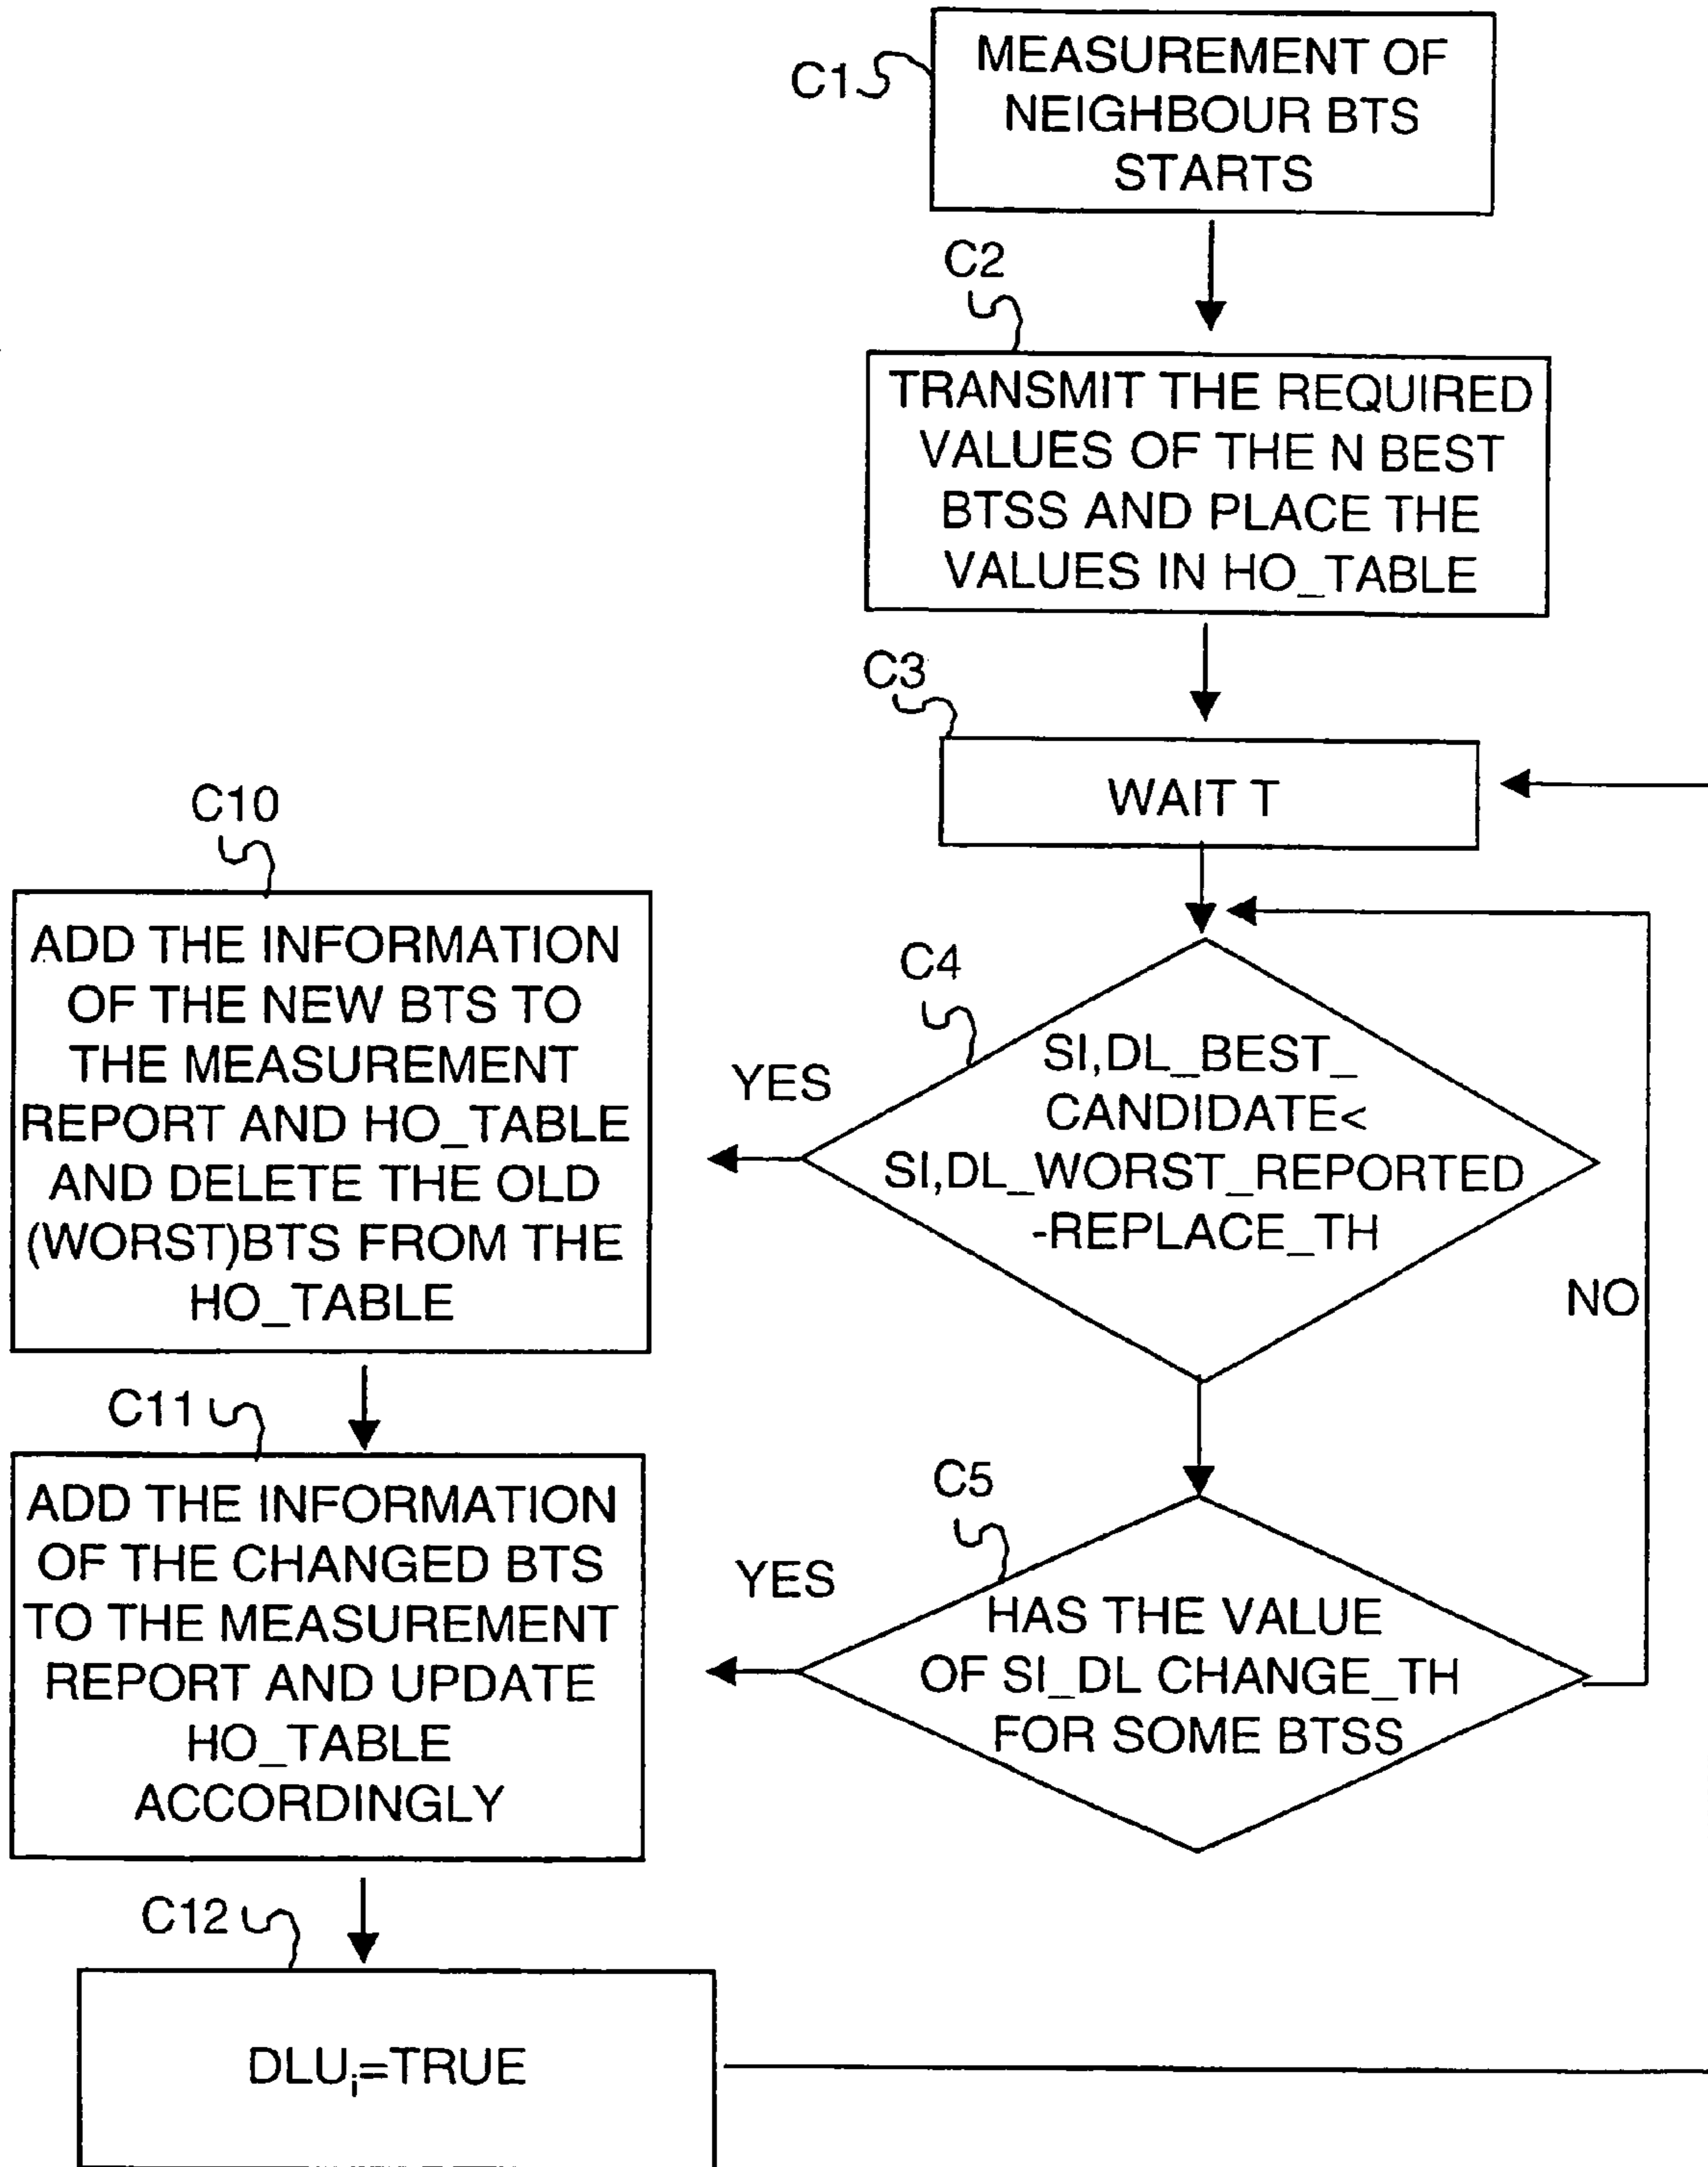 C1
MEASUREMENT OF
NEIGHBOUR BTS
STARTS
C2
TRANSMIT THE REQUIRED
VALUES OF THE N BEST
BTSS AND PLACE THE
VALUES IN HO_TABLE
C3
WAIT T
C4
SI,DL_BEST_
CANDIDATE<
SI,DL_WORST_REPORTED
-REPLACE_TH
YES
NO
C10
ADD THE INFORMATION
OF THE NEW BTS TO
THE MEASUREMENT
REPORT AND HO_TABLE
AND DELETE THE OLD
(WORST)BTS FROM THE
HO_TABLE
C5
HAS THE VALUE
OF SI_DL CHANGE_TH
FOR SOME BTSS
YES
C11
ADD THE INFORMATION
OF THE CHANGED BTS
TO THE MEASUREMENT
REPORT AND UPDATE
HO_TABLE
ACCORDINGLY
C12
DLUi=TRUE